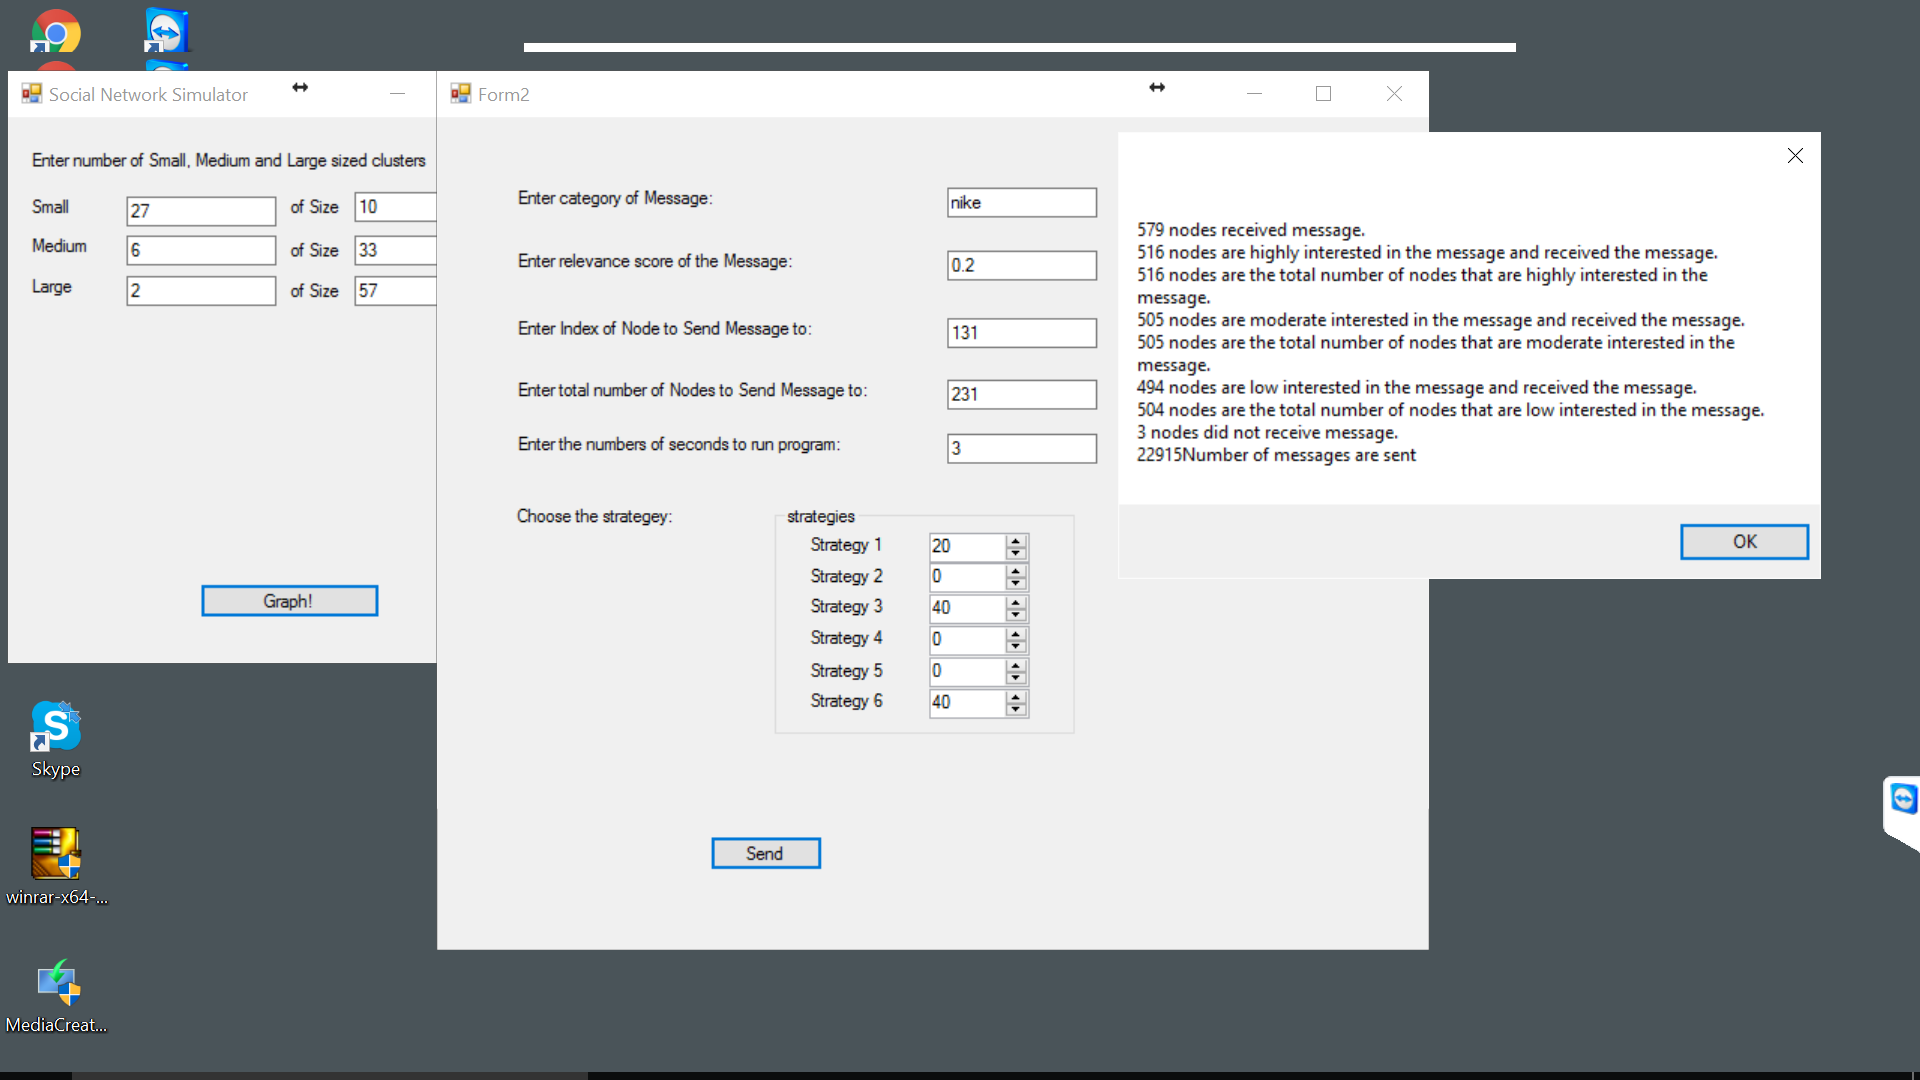 Social Network Simulator
Enter number of Small, Medium and Large sized clusters
Small 27 of Size 10
Medium 6 of Size 33
Large 2 of Size 57
Graph!
Form2
Enter category of Message: nike
Enter relevance score of the Message: 0.2
Enter Index of Node to Send Message to: 131
Enter total number of Nodes to Send Message to: 231
Enter the numbers of seconds to run program: 3
Choose the strategey:
strategies
Strategy 1 20
Strategy 2 0
Strategy 3 40
Strategy 4 0
Strategy 5 0
Strategy 6 40
Send
579 nodes received message.
516 nodes are highly interested in the message and received the message.
516 nodes are the total number of nodes that are highly interested in the
message.
505 nodes are moderate interested in the message and received the message.
505 nodes are the total number of nodes that are moderate interested in the
message.
494 nodes are low interested in the message and received the message.
504 nodes are the total number of nodes that are low interested in the message.
3 nodes did not receive message.
22915Number of messages are sent
OK
S
Skype
winrar-x64-...
MediaCreat...